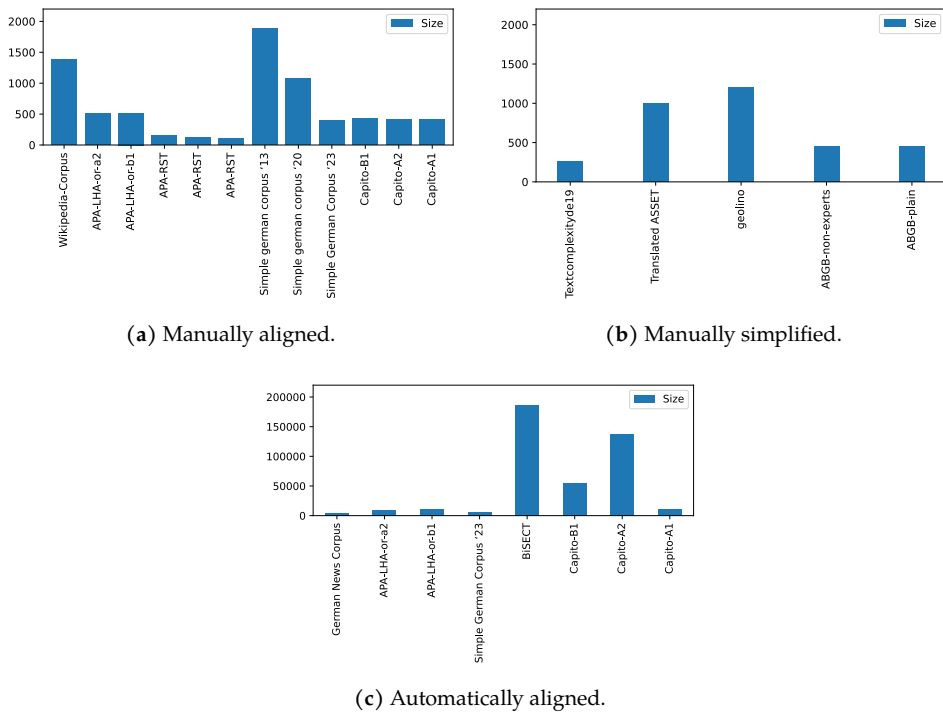 2000
1500
1000
500
0
Size
Wikipedia-Corpus
APA-LHA-or-a2
APA-LHA-or-b1
APA-RST
APA-RST
APA-RST
Simple german corpus '13
Simple german corpus '20
Simple German Corpus '23
Capito-B1
Capito-A2
Capito-A1
(a) Manually aligned.
2000
1500
1000
500
0
Size
Textcomplexityde19
Translated ASSET
geolino
ABGB-non-experts
ABGB-plain
(b) Manually simplified.
200000
150000
100000
50000
0
Size
German News Corpus
APA-LHA-or-a2
APA-LHA-or-b1
Simple German Corpus '23
BiSECT
Capito-B1
Capito-A2
Capito-A1
(c) Automatically aligned.